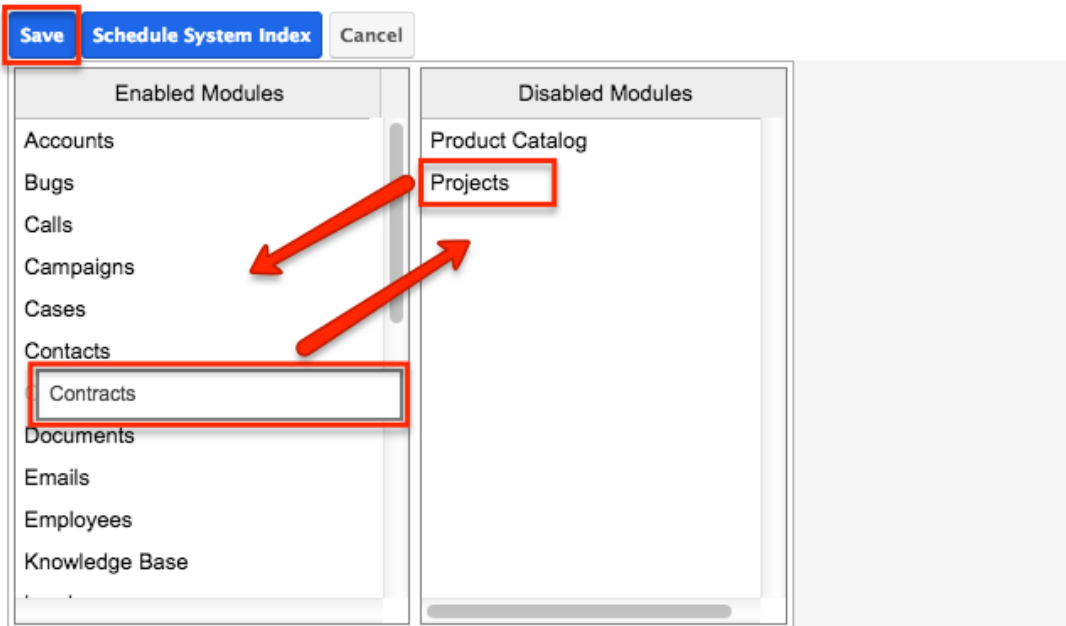 Save Schedule System Index Cancel
Enabled Modules Disabled Modules
Accounts Product Catalog
Bugs Projects
Calls
Campaigns
Cases
Contacts
Contracts
Documents
Emails
Employees
Knowledge Base